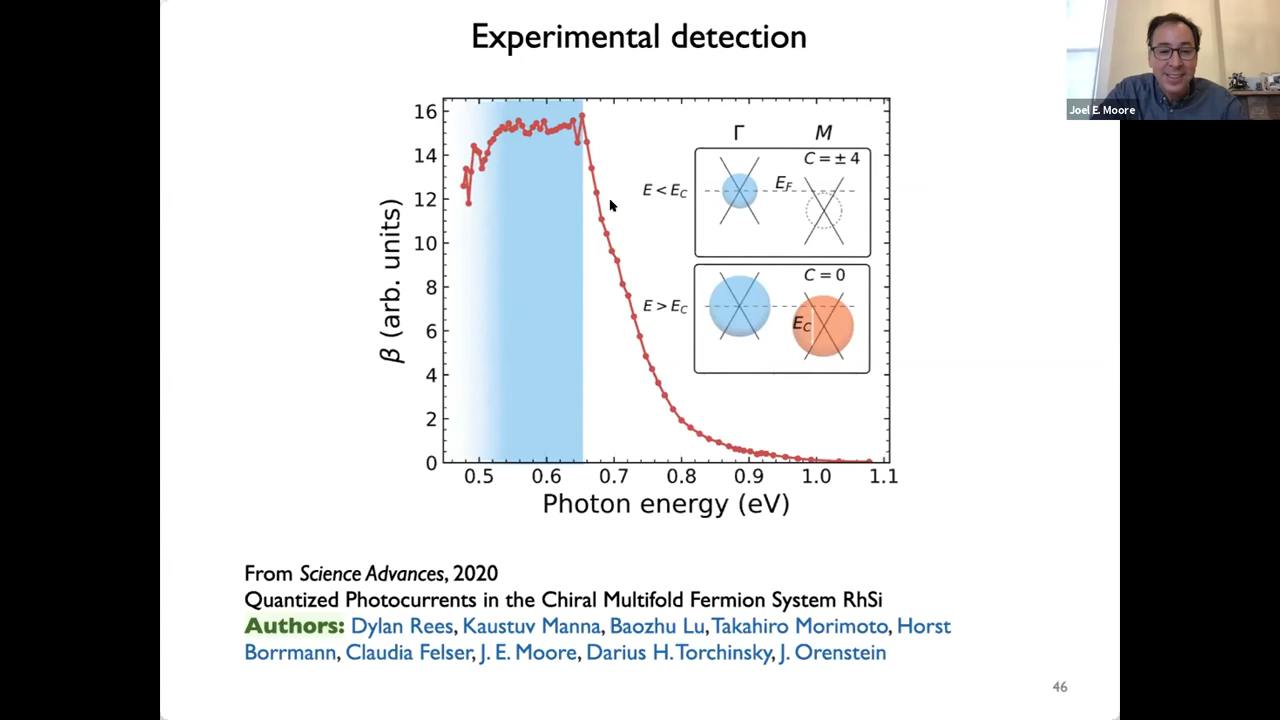 Experimental detection
Joel E. Moore
16
14
12
10
8
6
4
2
0
β (arb. units)
0.5 0.6 0.7 0.8 0.9 1.0 1.1
Photon energy (eV)
Γ M
C = ± 4
E < E_C
E_F
C = 0
E > E_C
E_C
From Science Advances, 2020
Quantized Photocurrents in the Chiral Multifold Fermion System RhSi
Authors: Dylan Rees, Kaustuv Manna, Baozhu Lu, Takahiro Morimoto, Horst
Borrmann, Claudia Felser, J. E. Moore, Darius H. Torchinsky, J. Orenstein
46